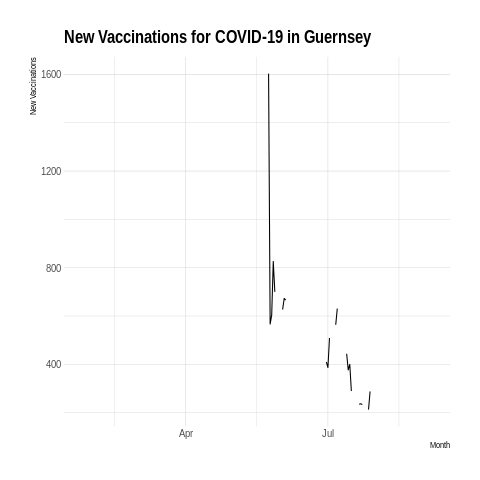 New Vaccinations for COVID-19 in Guernsey
New Vaccinations
1600
1200
800
400
Apr Jul
Month